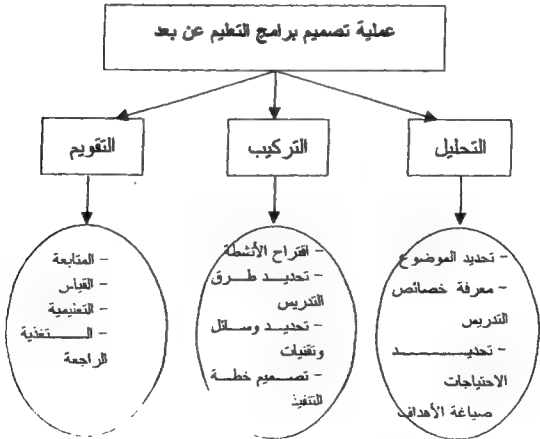 عملية تصميم برامج التعليم عن بعد
التحليل
التركيب
التقويم
- تحديد الموضوع
- معرفة خصائص
التدريس
- تحديد
الاحتياجات
صياغة الأهداف
- اقتراح الأنشطة
- تحديد طرق
التدريس
- تحديد وسائل
وتقنيات
- تصميم خطة
التنفيذ
- المتابعة
- القياس
- التعليمية
- التغذية
الراجعة